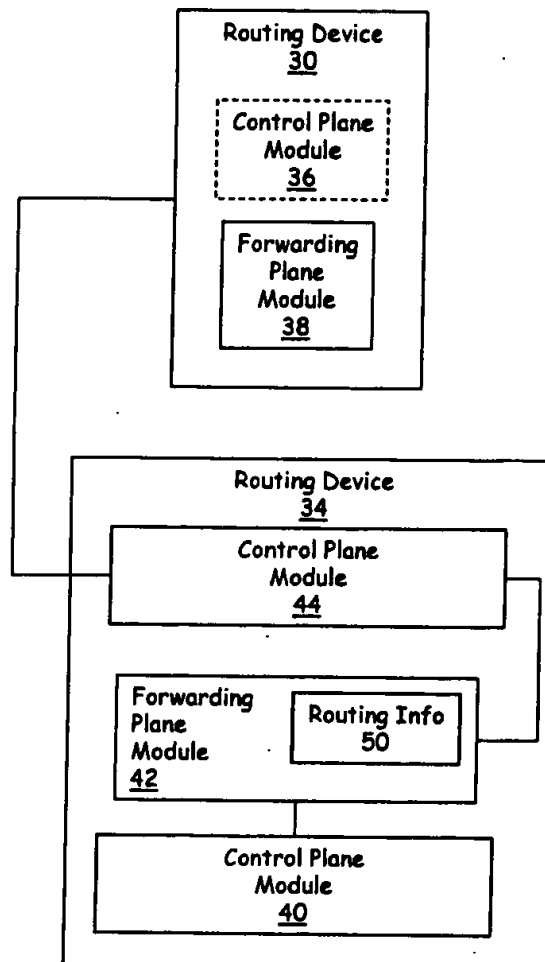 Routing Device
30
Control Plane
Module
36
Forwarding
Plane
Module
38
Routing Device
34
Control Plane
Module
44
Forwarding
Plane
Module
42
Routing Info
50
Control Plane
Module
40